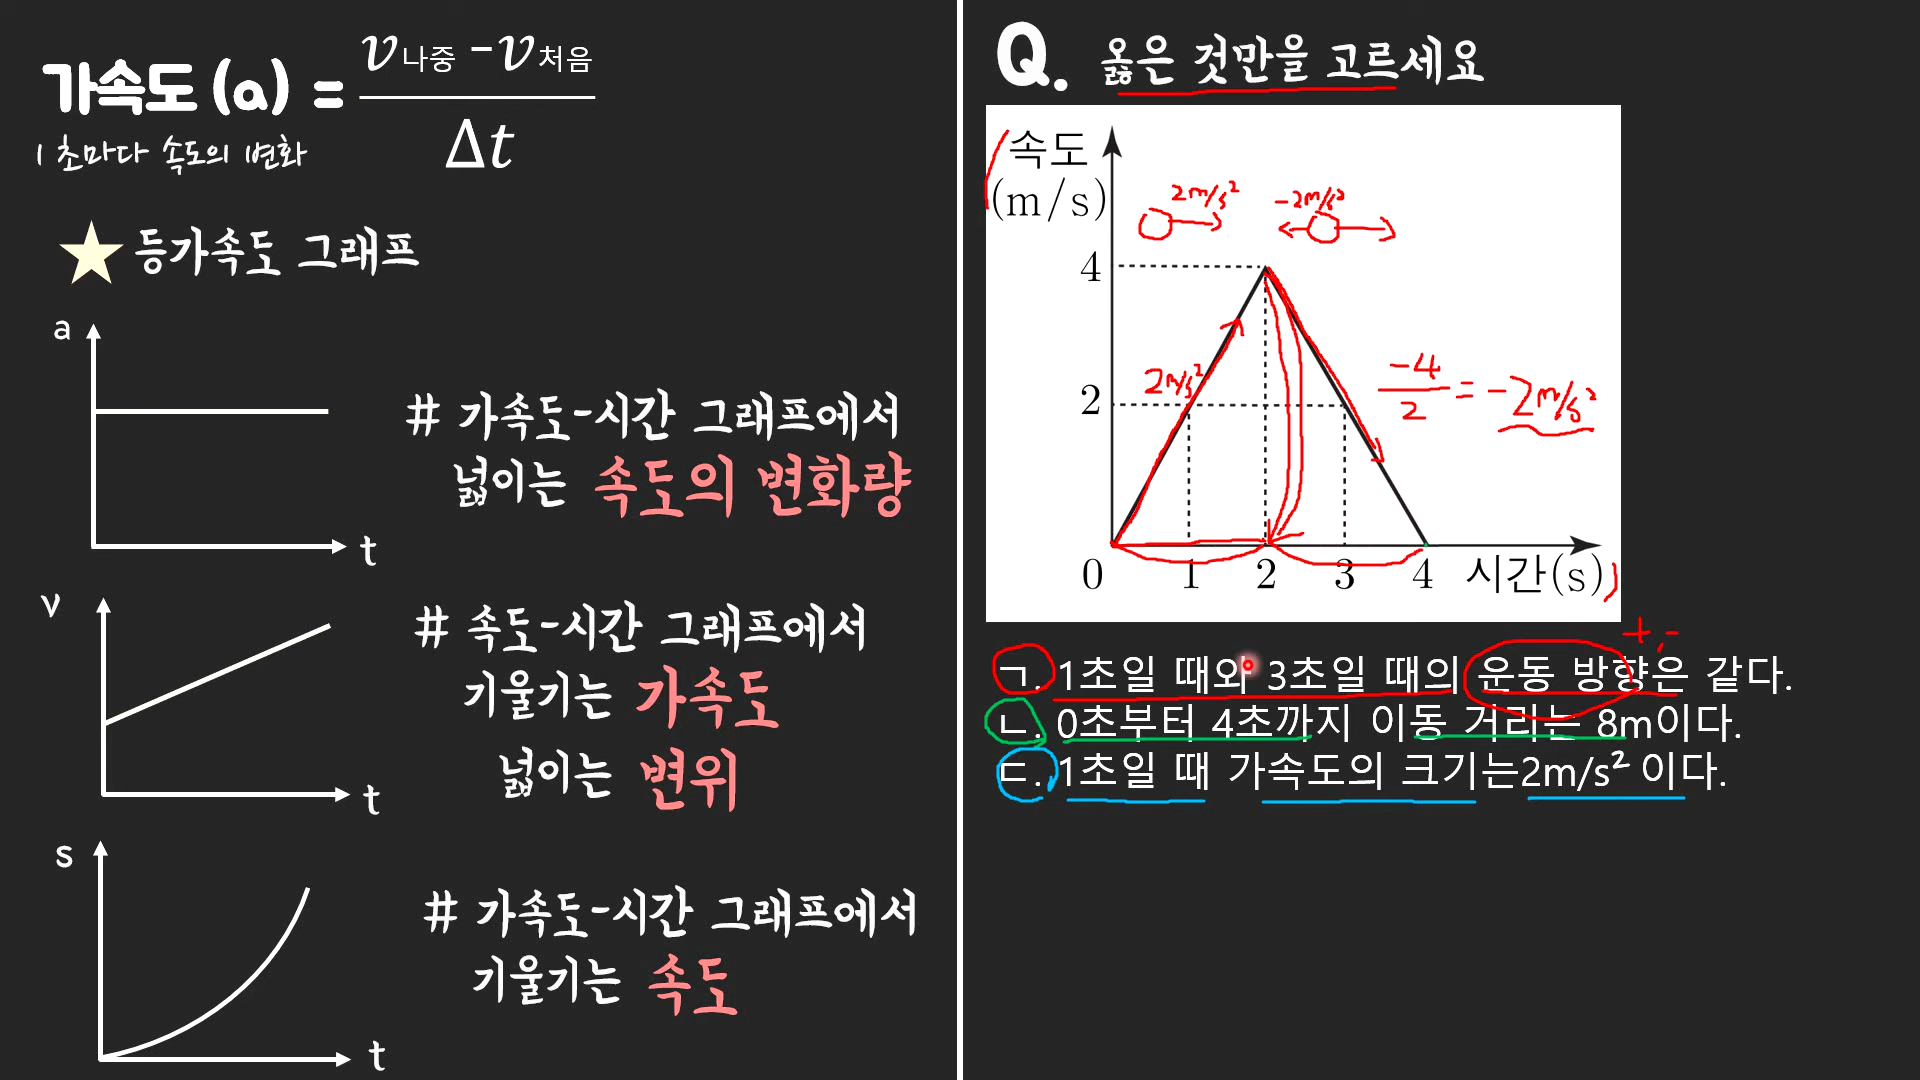 가속도(a) = v나중 - v처음
Δt
1초마다 속도의 변화
등가속도 그래프
a
t
# 가속도-시간 그래프에서
넓이는 속도의 변화량
v
t
# 속도-시간 그래프에서
기울기는 가속도
넓이는 변위
s
t
# 가속도-시간 그래프에서
기울기는 속도
Q. 옳은 것만을 고르세요
속도
(m/s)
2m/s²
-2m/s²
4
2m/s²
-4
2
= -2m/s²
2
0 1 2 3 4 시간(s)
+, -
ㄱ. 1초일 때와 3초일 때의 운동 방향은 같다.
ㄴ. 0초부터 4초까지 이동 거리는 8m이다.
ㄷ. 1초일 때 가속도의 크기는2m/s² 이다.